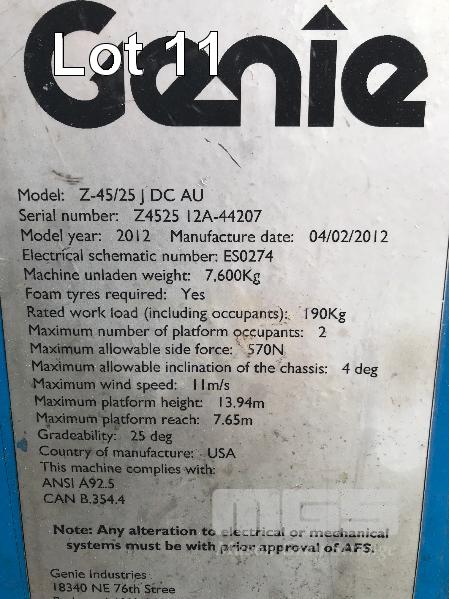 Genie
Lot 11
Model: Z-45/25 J DC AU
Serial number: Z4525 12A-44207
Model year: 2012 Manufacture date: 04/02/2012
Electrical schematic number: ES0274
Machine unladen weight: 7,600Kg
Foam tyres required: Yes
Rated work load (including occupants): 190Kg
Maximum number of platform occupants: 2
Maximum allowable side force: 570N
Maximum allowable inclination of the chassis: 4 deg
Maximum wind speed: 11m/s
Maximum platform height: 13.94m
Maximum platform reach: 7.65m
Gradeability: 25 deg
Country of manufacture: USA
This machine complies with:
ANSI A92.5
CAN B.354.4
Note: Any alteration to electrical or mechanical
systems must be with prior approval of AFS.
Genie Industries
18340 NE 76th Stree